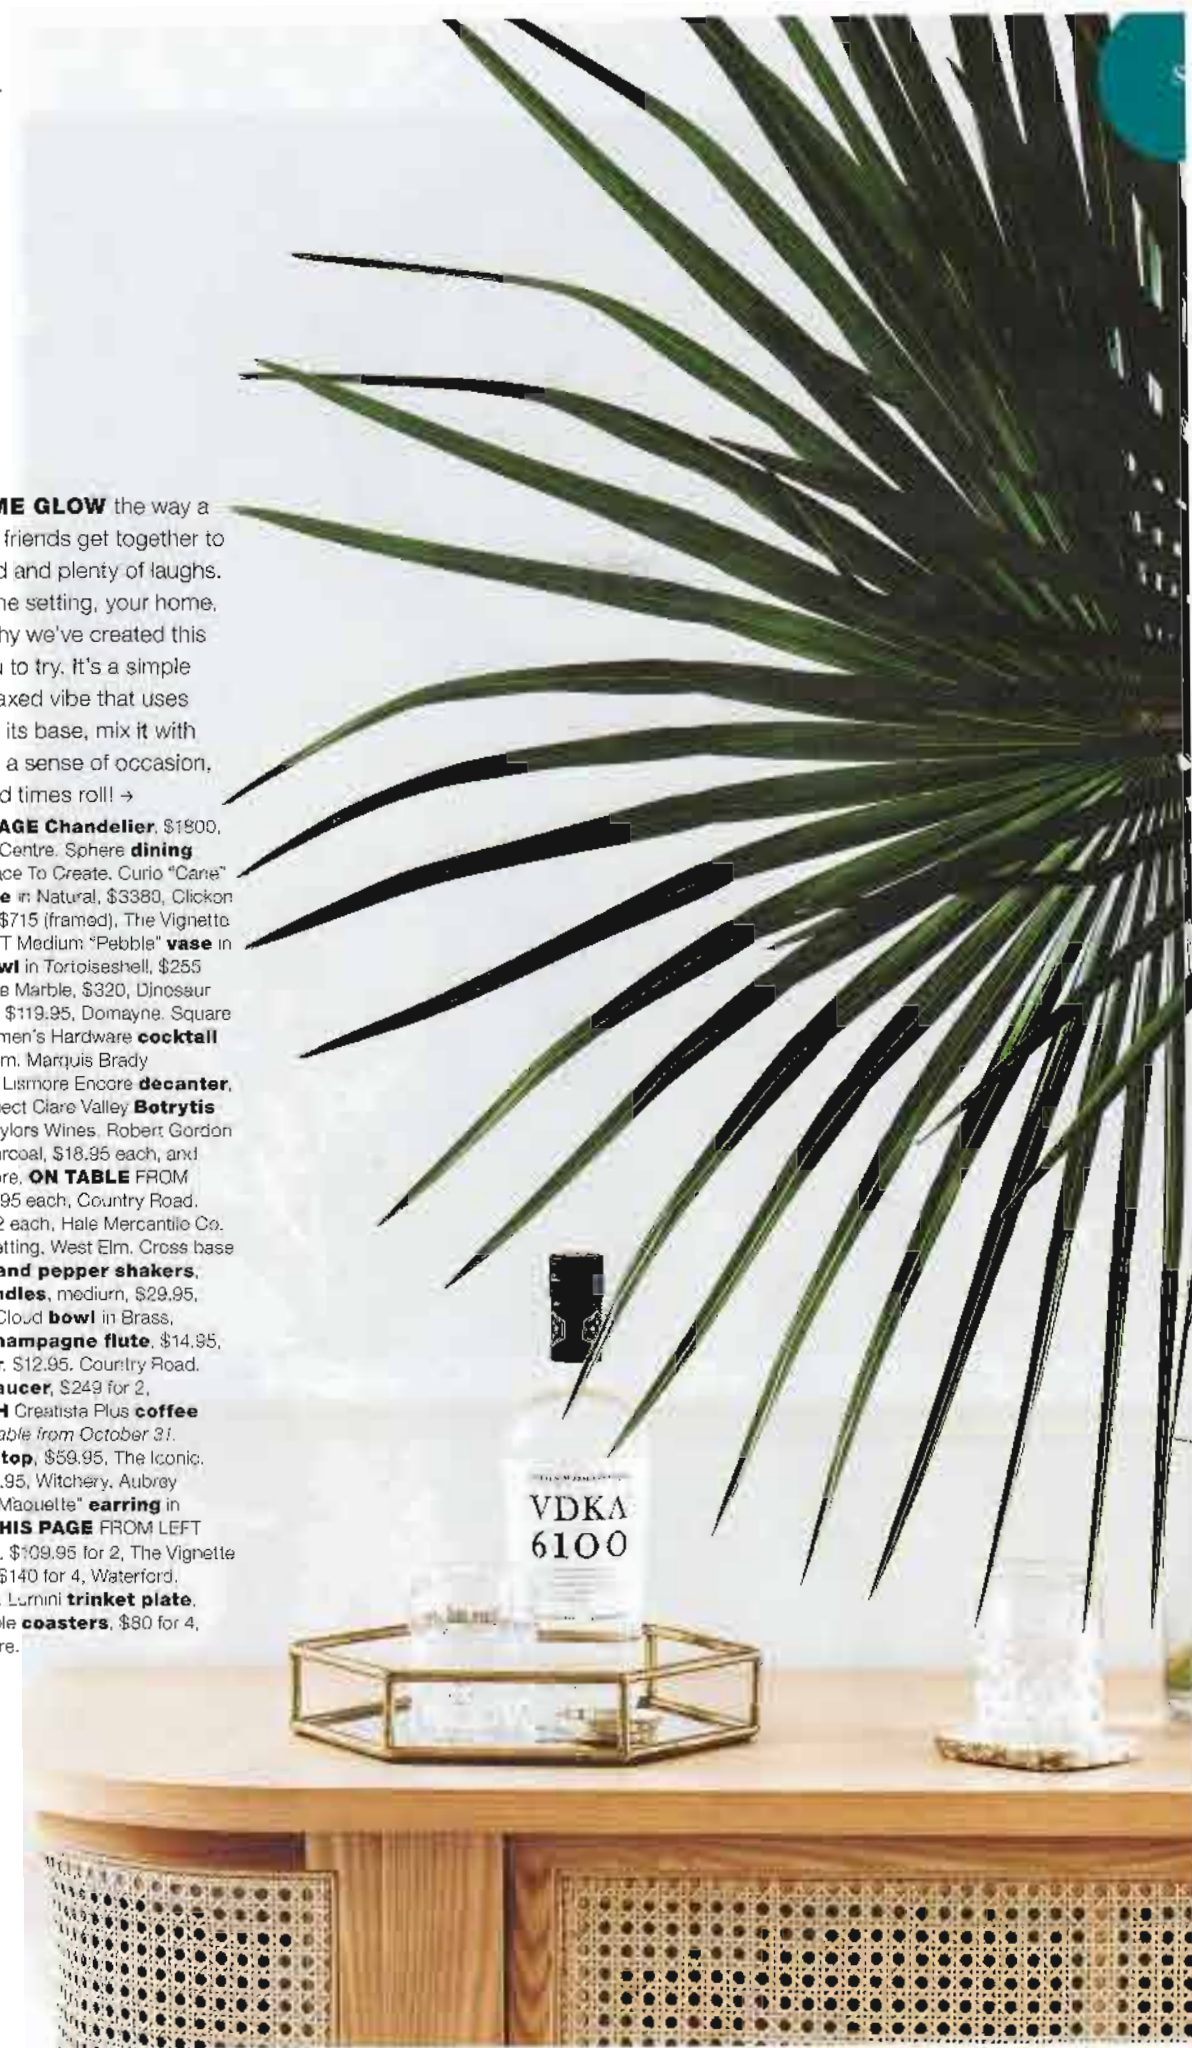 ME GLOW the way a
friends get together to
d and plenty of laughs.
ne setting, your home,
hy we've created this
u to try. It's a simple
axed vibe that uses
its base, mix it with
a sense of occasion,
d times roll! →
AGE Chandelier, $1800,
Centre. Sphere dining
ace To Create. Curio "Cane"
e in Natural, $3380, Clickon
$715 (framed), The Vignette
T Medium "Pebble" vase in
wl in Tortoiseshell, $255
e Marble, $320, Dinosaur
$119.95, Domayne. Square
men's Hardware cocktail
m. Marquis Brady
Lismore Encore decanter,
ect Clare Valley Botrytis
ylors Wines. Robert Gordon
rcoal, $18.95 each, and
re. ON TABLE FROM
95 each, Country Road.
2 each, Hale Mercantile Co.
etting, West Elm. Cross base
and pepper shakers,
ndles, medium, $29.95,
Cloud bowl in Brass,
hampagne flute, $14.95,
r, $12.95, Country Road.
aucer, $249 for 2,
H Creatista Plus coffee
able from October 31.
top, $59.95, The Iconic.
.95, Witchery. Aubrey
Maquette" earring in
HIS PAGE FROM LEFT
, $109.95 for 2, The Vignette
$140 for 4, Waterford.
Lumini trinket plate,
le coasters, $80 for 4,
re.
VDKA
6100